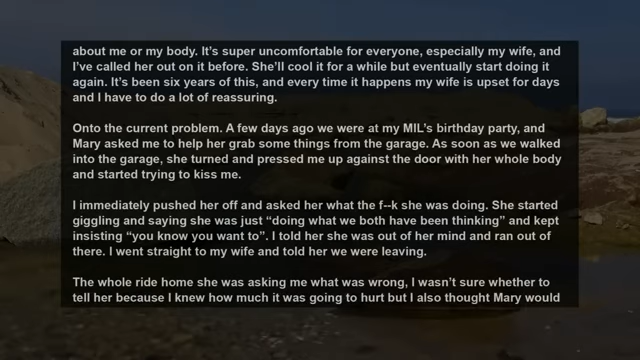 about me or my body. It’s super uncomfortable for everyone, especially my wife, and
I’ve called her out on it before. She’ll cool it for a while but eventually start doing it
again. It’s been six years of this, and every time it happens my wife is upset for days
and I have to do a lot of reassuring.
Onto the current problem. A few days ago we were at my MIL’s birthday party, and
Mary asked me to help her grab some things from the garage. As soon as we walked
into the garage, she turned and pressed me up against the door with her whole body
and started trying to kiss me.
I immediately pushed her off and asked her what the f--k she was doing. She started
giggling and saying she was just “doing what we both have been thinking” and kept
insisting “you know you want to”. I told her she was out of her mind and ran out of
there. I went straight to my wife and told her we were leaving.
The whole ride home she was asking me what was wrong, I wasn’t sure whether to
tell her because I knew how much it was going to hurt but I also thought Mary would